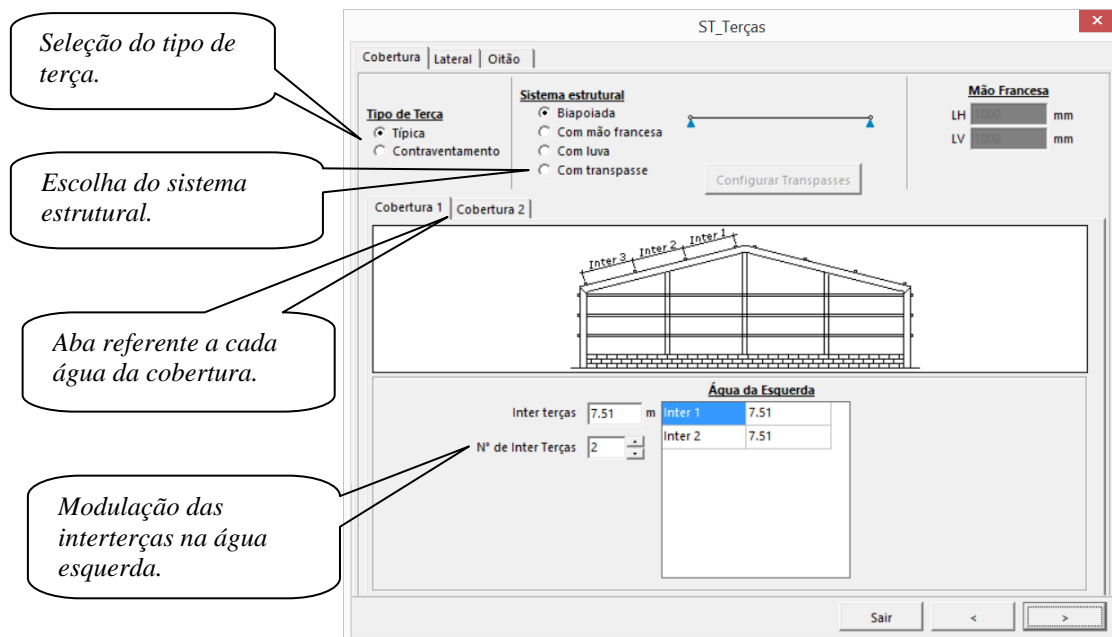 Seleção do tipo de
terça.
Escolha do sistema
estrutural.
Aba referente a cada
água da cobertura.
Modulação das
interterças na água
esquerda.
ST_Terças
Cobertura Lateral Oitão
Tipo de Terça
Típica
Contraventamento
Sistema estrutural
Biapoiada
Com mão francesa
Com luva
Com transpasse
Configurar Transpasses
Mão Francesa
LH 1000 mm
LV 1000 mm
Cobertura 1 Cobertura 2
Inter 3 Inter 2 Inter 1
Água da Esquerda
Inter terças 7.51 m
N° de Inter Terças 2
Inter 1 7.51
Inter 2 7.51
Sair < >